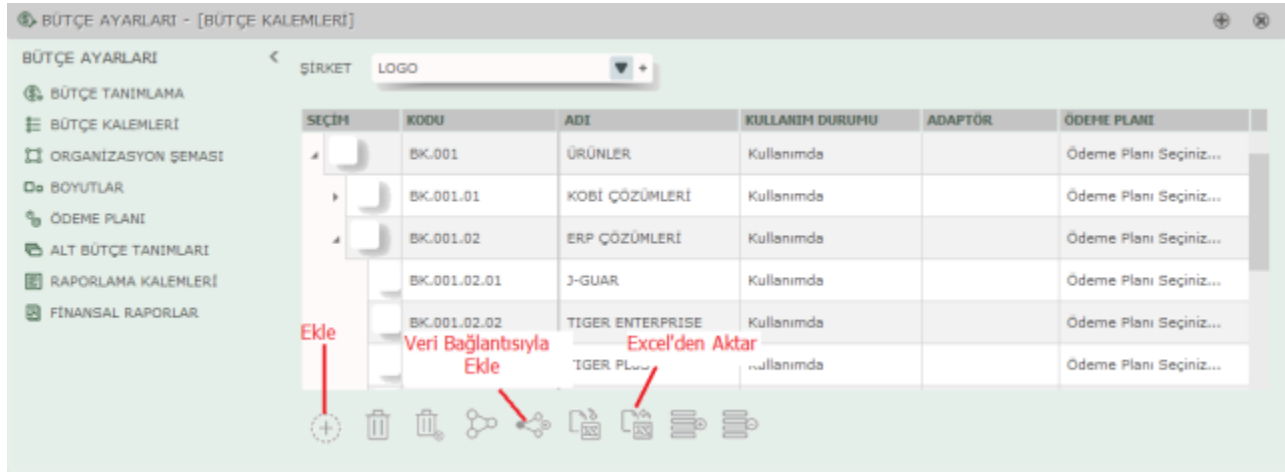 BÜTÇE AYARLARI - [BÜTÇE KALEMLERİ]
BÜTÇE AYARLARI
BÜTÇE TANIMLAMA
BÜTÇE KALEMLERİ
ORGANİZASYON ŞEMASI
BOYUTLAR
ÖDEME PLANI
ALT BÜTÇE TANIMLARI
RAPORLAMA KALEMLERİ
FİNANSAL RAPORLAR
ŞİRKET LOGO
SEÇİM KODU ADI KULLANIM DURUMU ADAPTÖR ÖDEME PLANI
BK.001 ÜRÜNLER Kullanımda Ödeme Planı Seçiniz...
BK.001.01 KOBİ ÇÖZÜMLERİ Kullanımda Ödeme Planı Seçiniz...
BK.001.02 ERP ÇÖZÜMLERİ Kullanımda Ödeme Planı Seçiniz...
BK.001.02.01 J-GUAR Kullanımda Ödeme Planı Seçiniz...
BK.001.02.02 TIGER ENTERPRISE Kullanımda Ödeme Planı Seçiniz...
TIGER Kullanımda Ödeme Planı Seçiniz...
Ekle
Veri Bağlantısıyla
Ekle
Excel'den Aktar